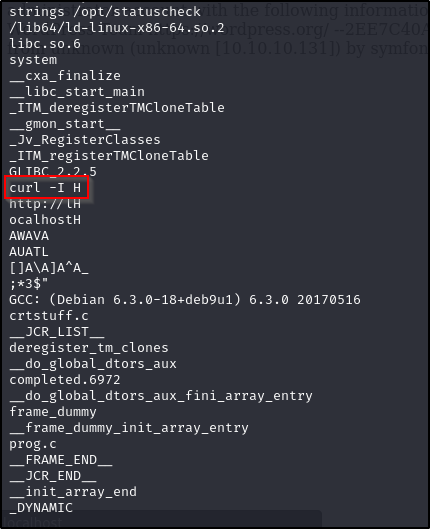 strings /opt/statuscheck
/lib64/ld-linux-x86-64.so.2
libc.so.6
system
__cxa_finalize
__libc_start_main
_ITM_deregisterTMCloneTable
__gmon_start__
_Jv_RegisterClasses
_ITM_registerTMCloneTable
GLIBC_2.2.5
curl -I H
http://lH
ocalhostH
AWAVA
AUATL
[]A\A]A^A_
;*3$"
GCC: (Debian 6.3.0-18+deb9u1) 6.3.0 20170516
crtstuff.c
__JCR_LIST__
deregister_tm_clones
__do_global_dtors_aux
completed.6972
__do_global_dtors_aux_fini_array_entry
frame_dummy
__frame_dummy_init_array_entry
prog.c
__FRAME_END__
__JCR_END__
__init_array_end
_DYNAMIC